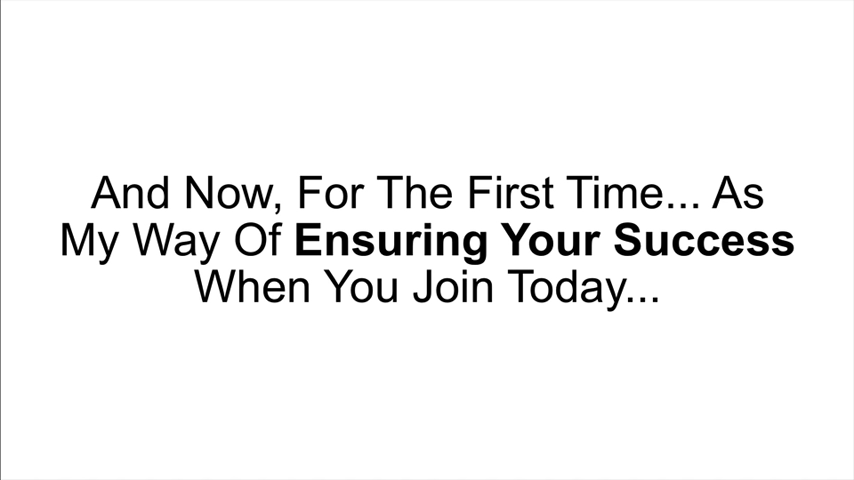 And Now, For The First Time... As
My Way Of Ensuring Your Success
When You Join Today...